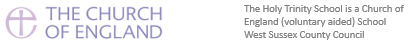 THE CHURCH
OF ENGLAND
The Holy Trinity School is a Church of
England (voluntary aided) School
West Sussex County Council